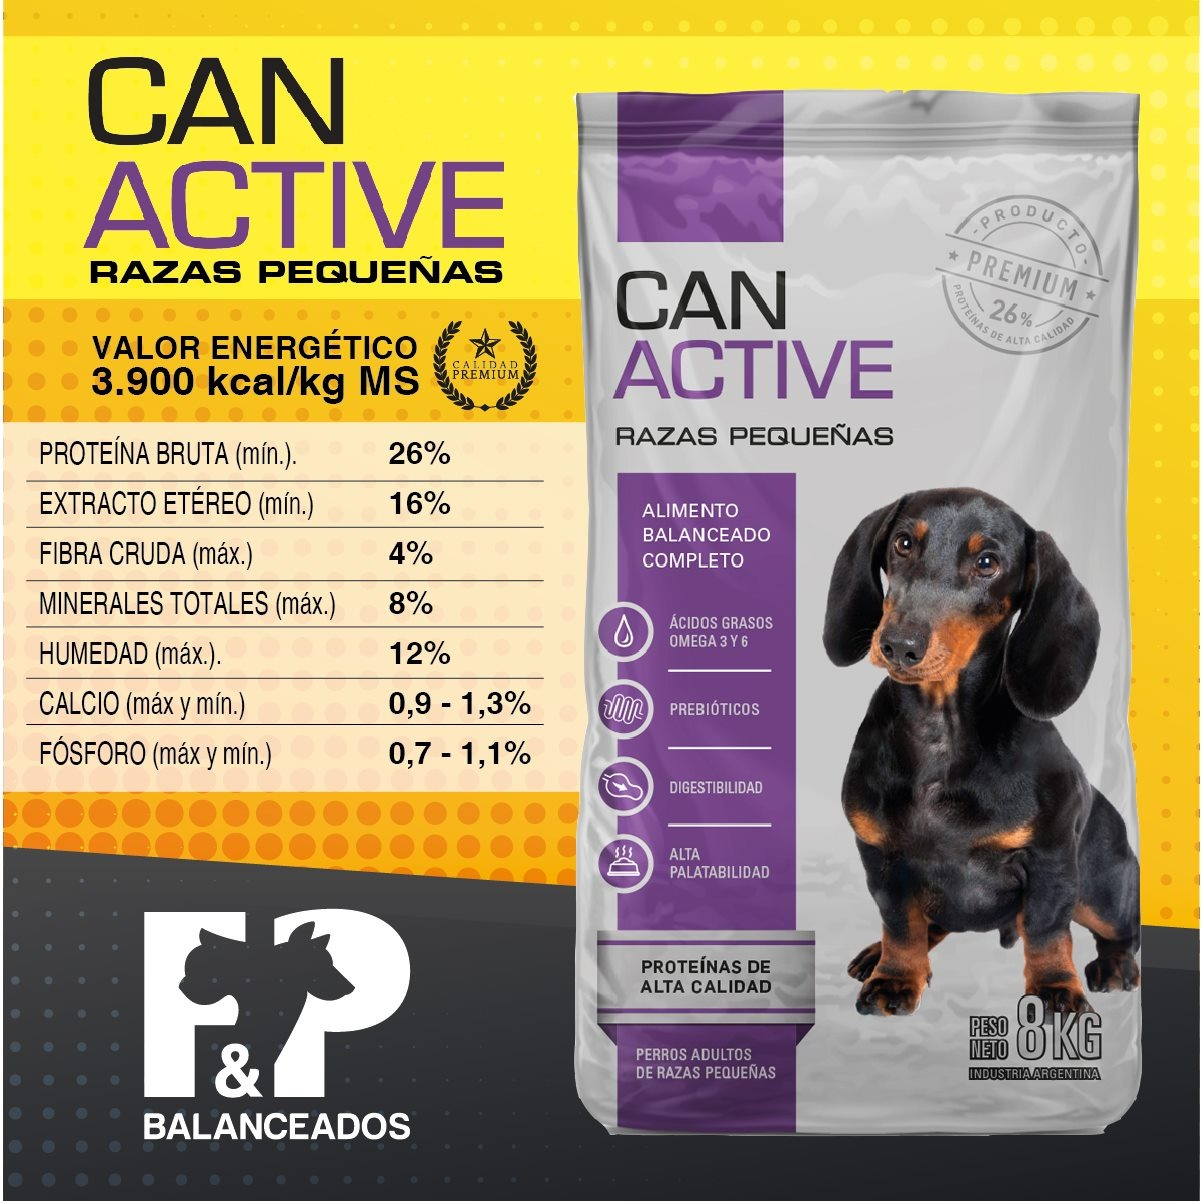 CAN
ACTIVE
RAZAS PEQUEÑAS
VALOR ENERGÉTICO
3.900 kcal/kg MS
CALIDAD
PREMIUM
PROTEÍNA BRUTA (mín.). 26%
EXTRACTO ETÉREO (mín.) 16%
FIBRA CRUDA (máx.) 4%
MINERALES TOTALES (máx.) 8%
HUMEDAD (máx.). 12%
CALCIO (máx y mín.) 0,9 - 1,3%
FÓSFORO (máx y mín.) 0,7 - 1,1%
F&P
BALANCEADOS
CAN
ACTIVE
RAZAS PEQUEÑAS
-PRODUCTO-
PREMIUM
26%
PROTEÍNAS DE ALTA CALIDAD
ALIMENTO
BALANCEADO
COMPLETO
ÁCIDOS GRASOS
OMEGA 3 Y 6
PREBIÓTICOS
DIGESTIBILIDAD
ALTA
PALATABILIDAD
PROTEÍNAS DE
ALTA CALIDAD
PERROS ADULTOS
DE RAZAS PEQUEÑAS
PESO
NETO 8KG
INDUSTRIA ARGENTINA